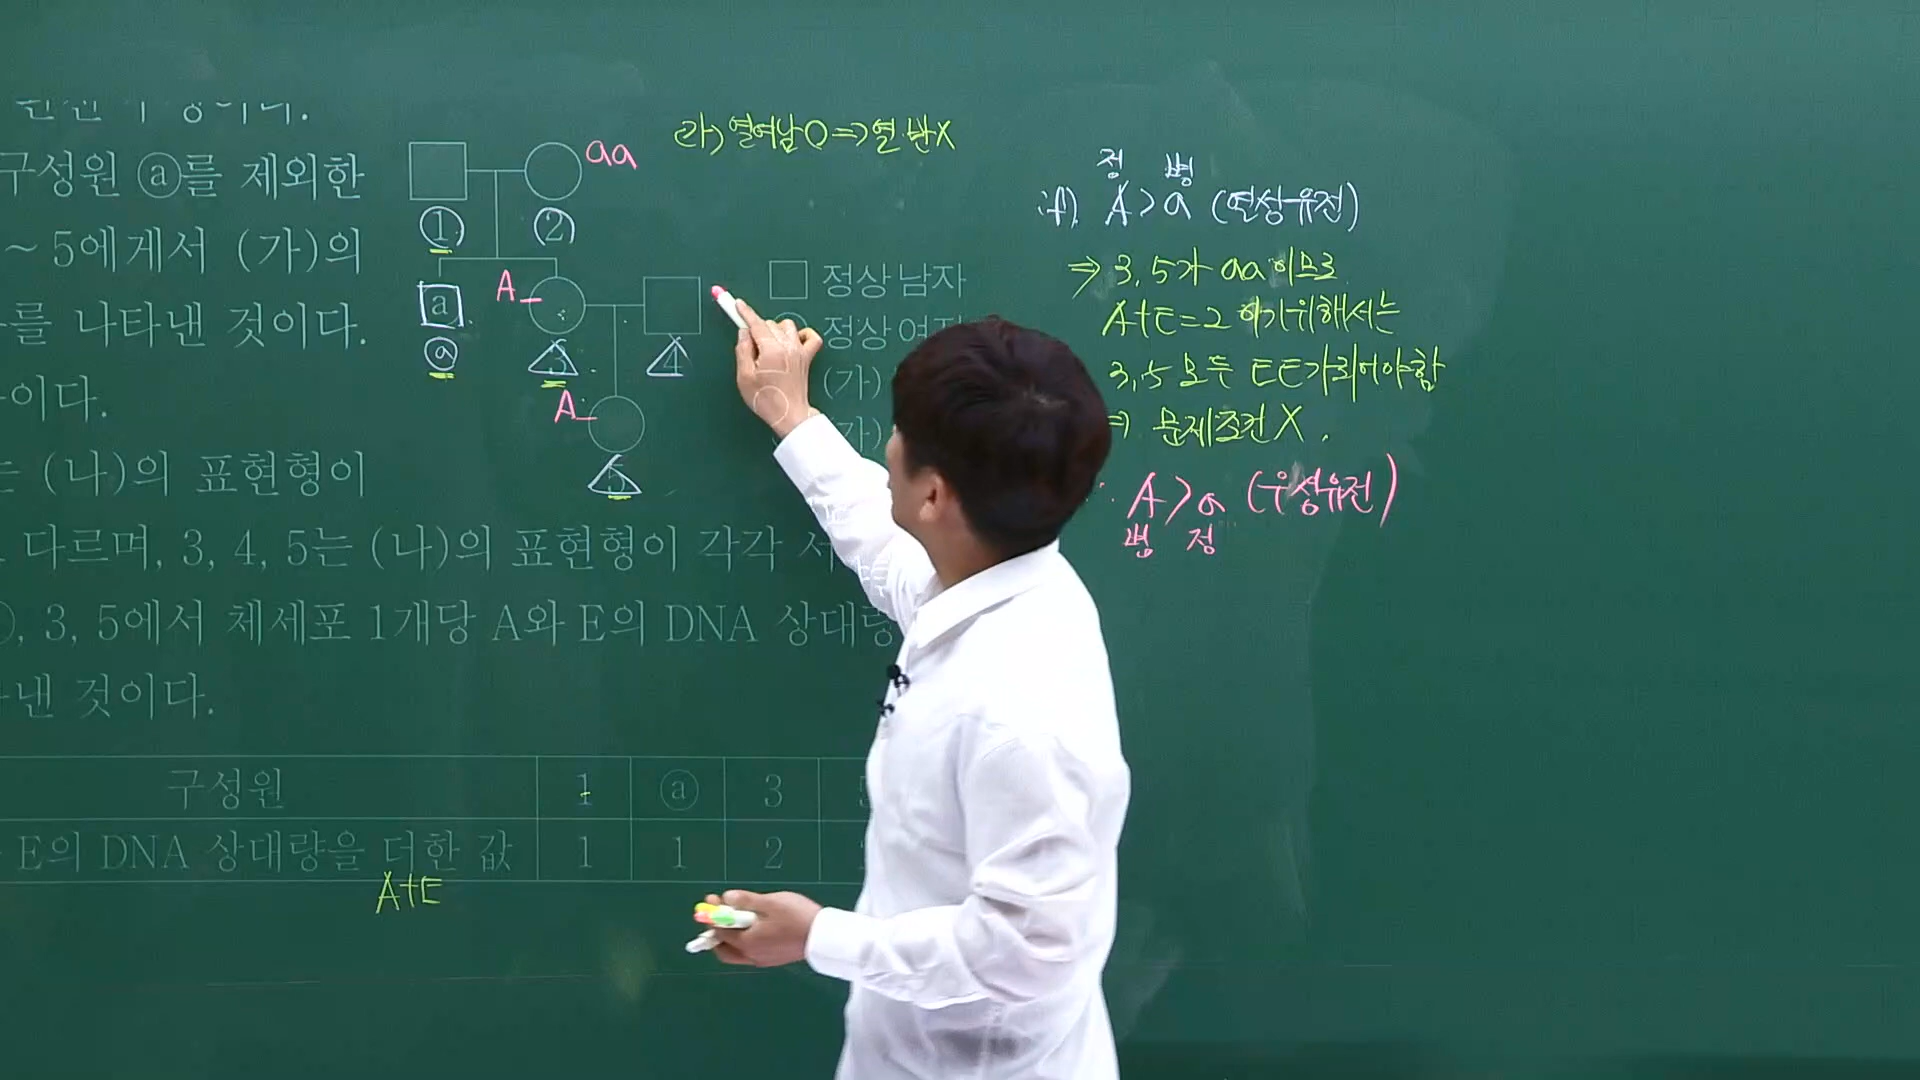 구성원 ⓐ를 제외한
~ 5에게서 (가)의
를 나타낸 것이다.
이다.
는 (나)의 표현형이
다르며, 3, 4, 5는 (나)의 표현형이 각각 서
, 3, 5에서 체세포 1개당 A와 E의 DNA 상대량
낸 것이다.
구성원 1 ⓐ 3
E의 DNA 상대량을 더한 값 1 1 2
A+E
aa
① ②
a A_
ⓐ 3 4
A_
5
정상 남자
정상 여자
(가)
가)
열여남O => 열.반X
정 병
if) A > a (열성유전)
=> 3, 5가 aa 이므로
A+E=2 하기위해서는
3, 5 모두 EE가 되어야함
=> 문제조건X.
∴ A > a (우성유전)
병 정